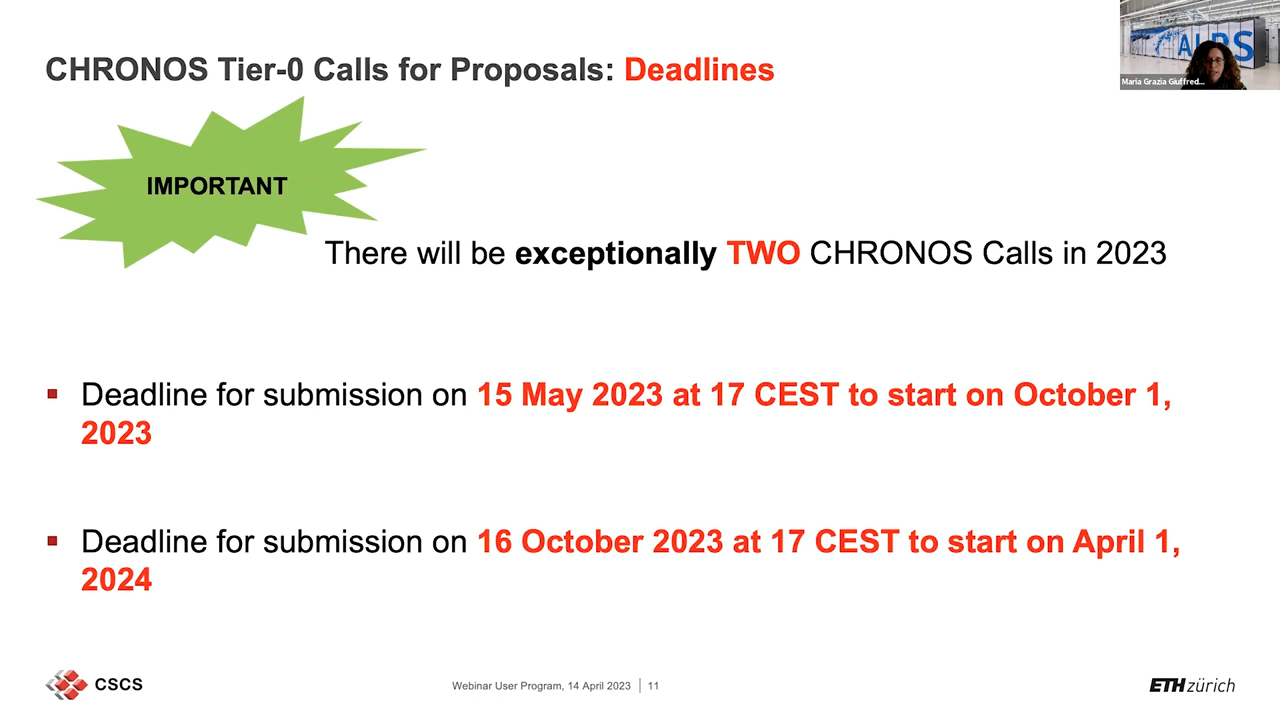 CHRONOS Tier-0 Calls for Proposals: Deadlines
ALPS
Maria Grazia Giuffred...
IMPORTANT
There will be exceptionally TWO CHRONOS Calls in 2023
Deadline for submission on 15 May 2023 at 17 CEST to start on October 1,
2023
Deadline for submission on 16 October 2023 at 17 CEST to start on April 1,
2024
CSCS
Webinar User Program, 14 April 2023 | 11
ETH zürich